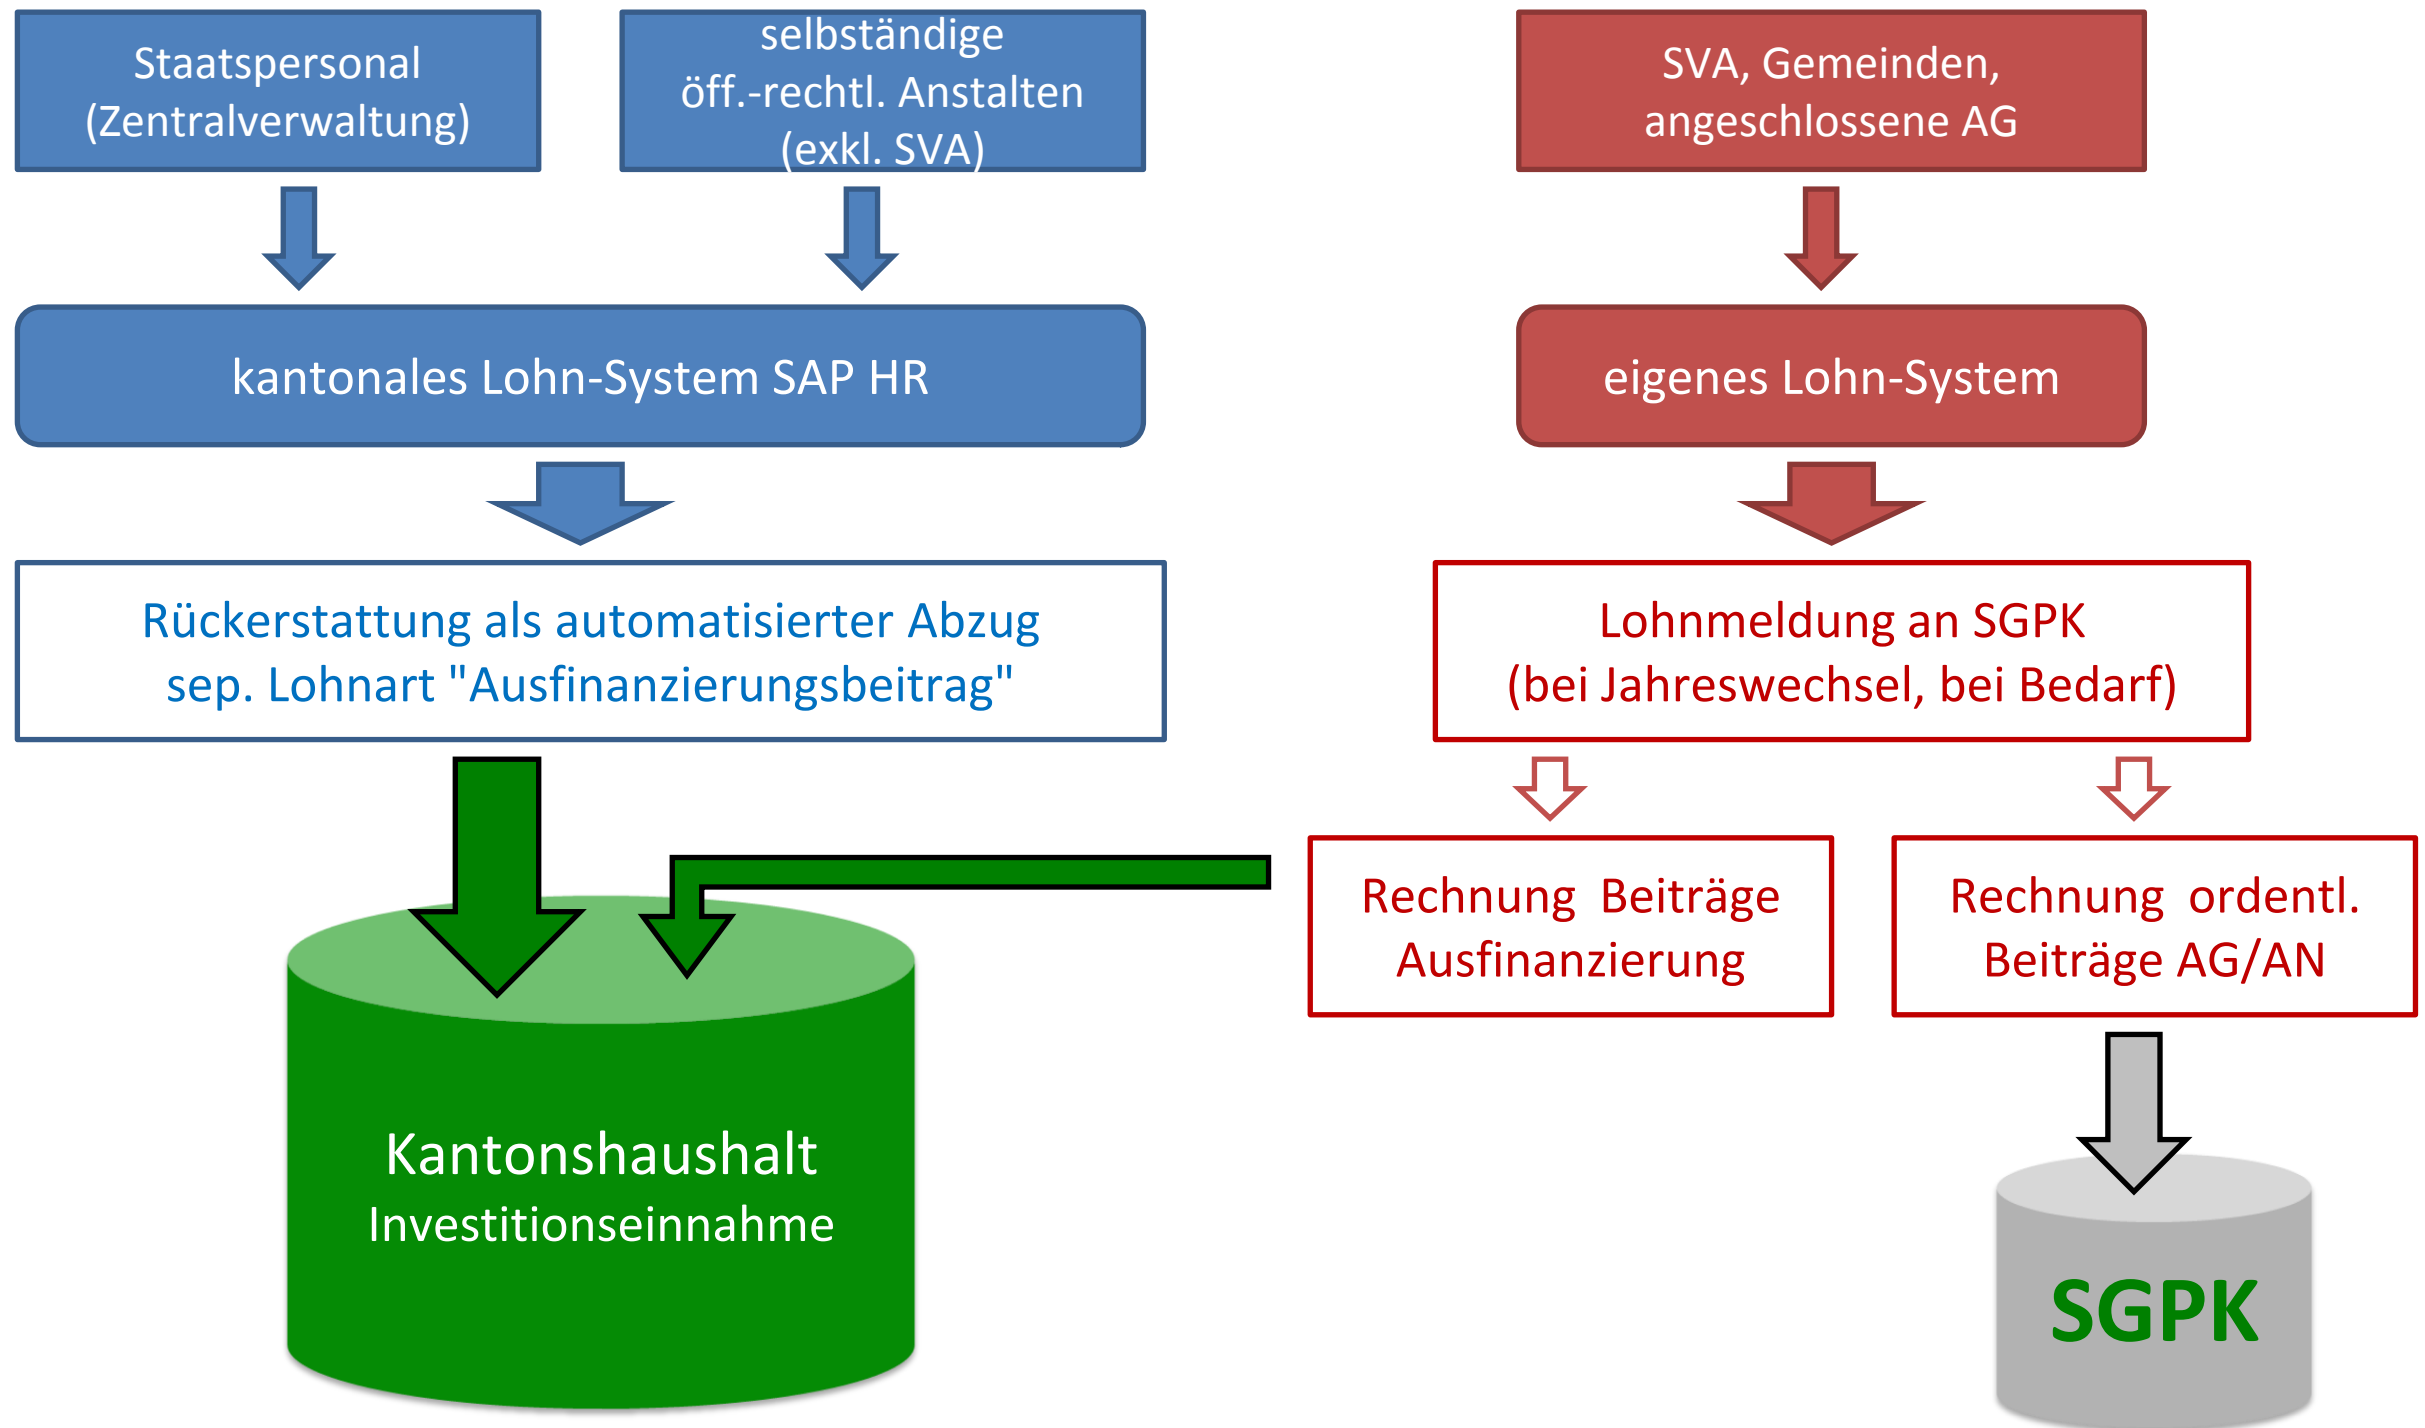 Staatspersonal
(Zentralverwaltung)
selbständige
öff.-rechtl. Anstalten
(exkl. SVA)
SVA, Gemeinden,
angeschlossene AG
kantonales Lohn-System SAP HR
eigenes Lohn-System
Rückerstattung als automatisierter Abzug
sep. Lohnart "Ausfinanzierungsbeitrag"
Lohnmeldung an SGPK
(bei Jahreswechsel, bei Bedarf)
Rechnung Beiträge
Ausfinanzierung
Rechnung ordentl.
Beiträge AG/AN
Kantonshaushalt
Investitionseinnahme
SGPK